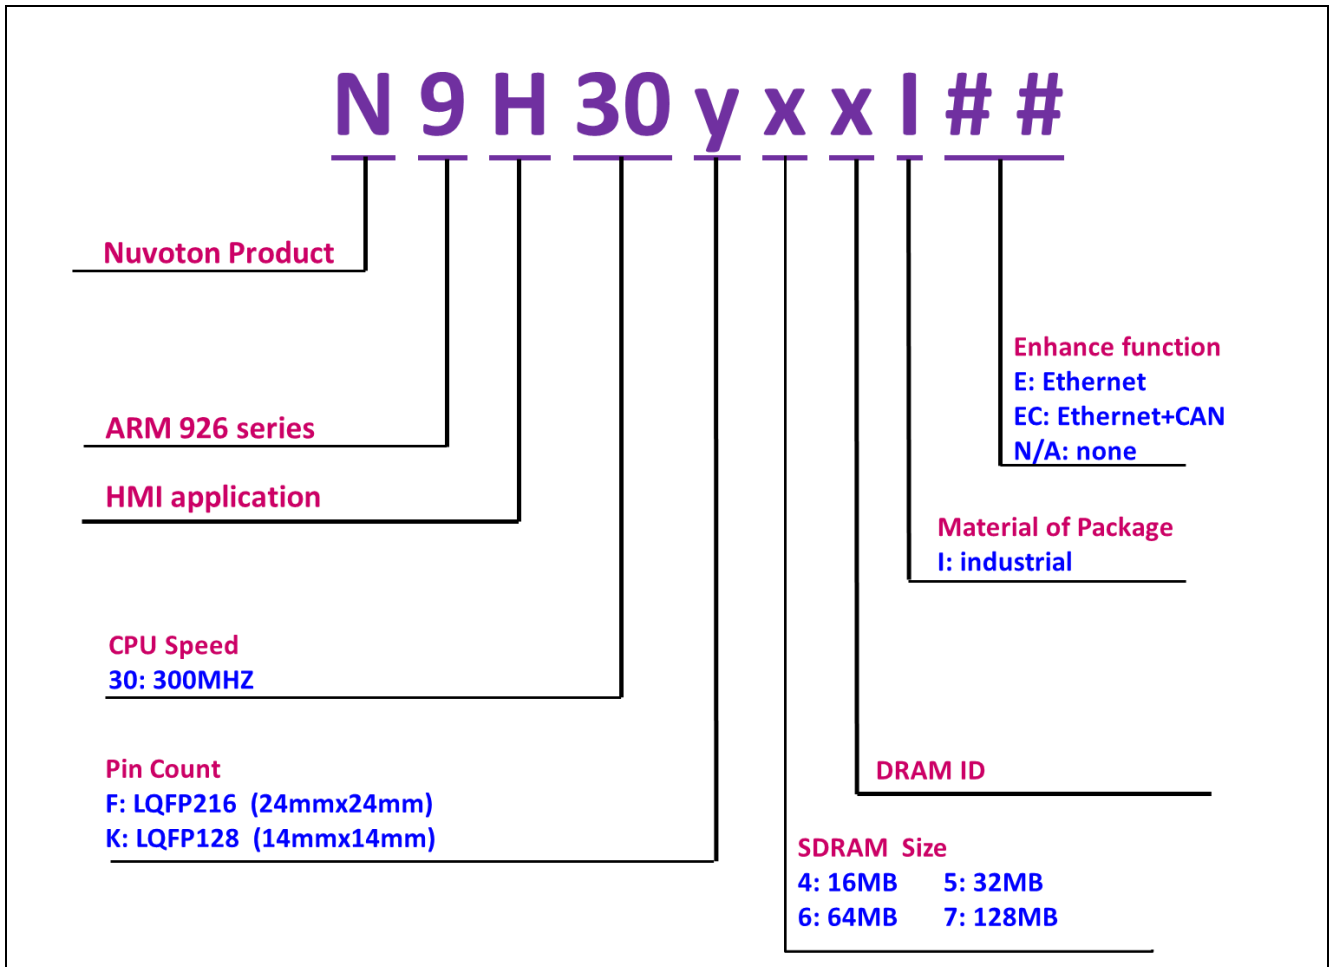 N 9 H 30 y x x I # #
Nuvoton Product
ARM 926 series
HMI application
CPU Speed
30: 300MHZ
Pin Count
F: LQFP216 (24mmx24mm)
K: LQFP128 (14mmx14mm)
Enhance function
E: Ethernet
EC: Ethernet+CAN
N/A: none
Material of Package
I: industrial
DRAM ID
SDRAM Size
4: 16MB 5: 32MB
6: 64MB 7: 128MB